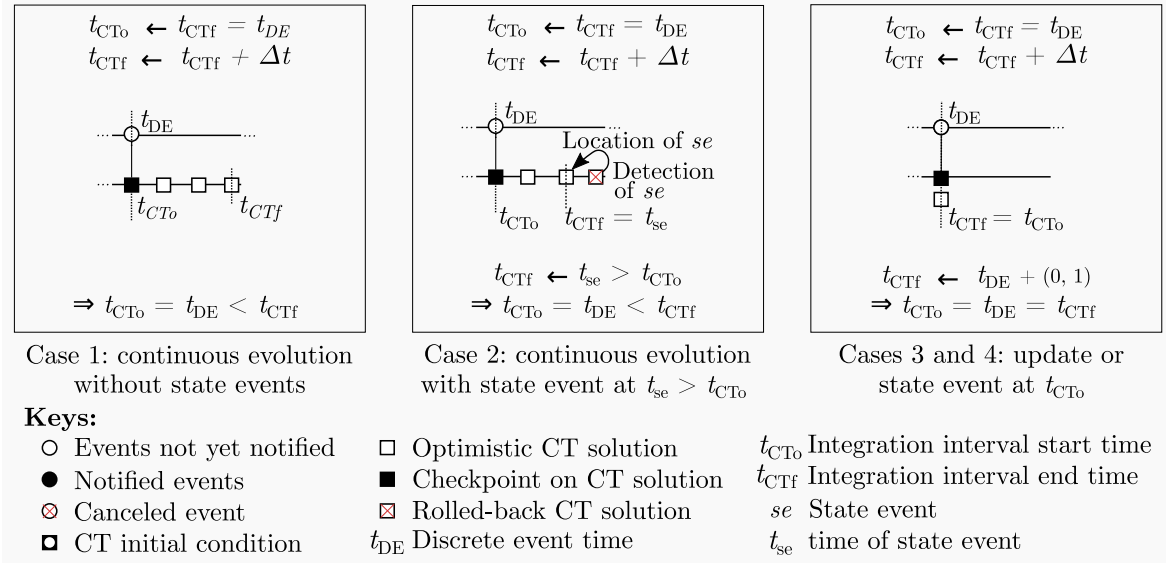 t_CTo ← t_CTf = t_DE
t_CTf ← t_CTf + Δt
... t_DE ...
... t_CTo t_CTf
⇒ t_CTo = t_DE < t_CTf
Case 1: continuous evolution
without state events
t_CTo ← t_CTf = t_DE
t_CTf ← t_CTf + Δt
... t_DE ...
Location of se
... Detection
of se
t_CTo t_CTf = t_se
t_CTf ← t_se > t_CTo
⇒ t_CTo = t_DE < t_CTf
Case 2: continuous evolution
with state event at t_se > t_CTo
t_CTo ← t_CTf = t_DE
t_CTf ← t_CTf + Δt
... t_DE ...
...
t_CTf = t_CTo
t_CTf ← t_DE + (0, 1)
⇒ t_CTo = t_DE = t_CTf
Cases 3 and 4: update or
state event at t_CTo
Keys:
Events not yet notified
Notified events
Canceled event
CT initial condition
Optimistic CT solution
Checkpoint on CT solution
Rolled-back CT solution
t_DE Discrete event time
t_CTo Integration interval start time
t_CTf Integration interval end time
se State event
t_se time of state event